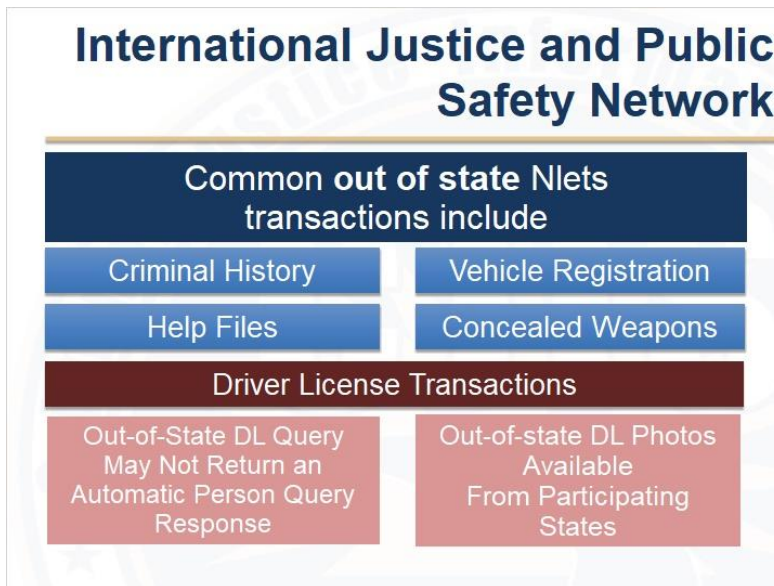 International Justice and Public
Safety Network
Common out of state Nlets
transactions include
Criminal History
Vehicle Registration
Help Files
Concealed Weapons
Driver License Transactions
Out-of-State DL Query
May Not Return an
Automatic Person Query
Response
Out-of-state DL Photos
Available
From Participating
States